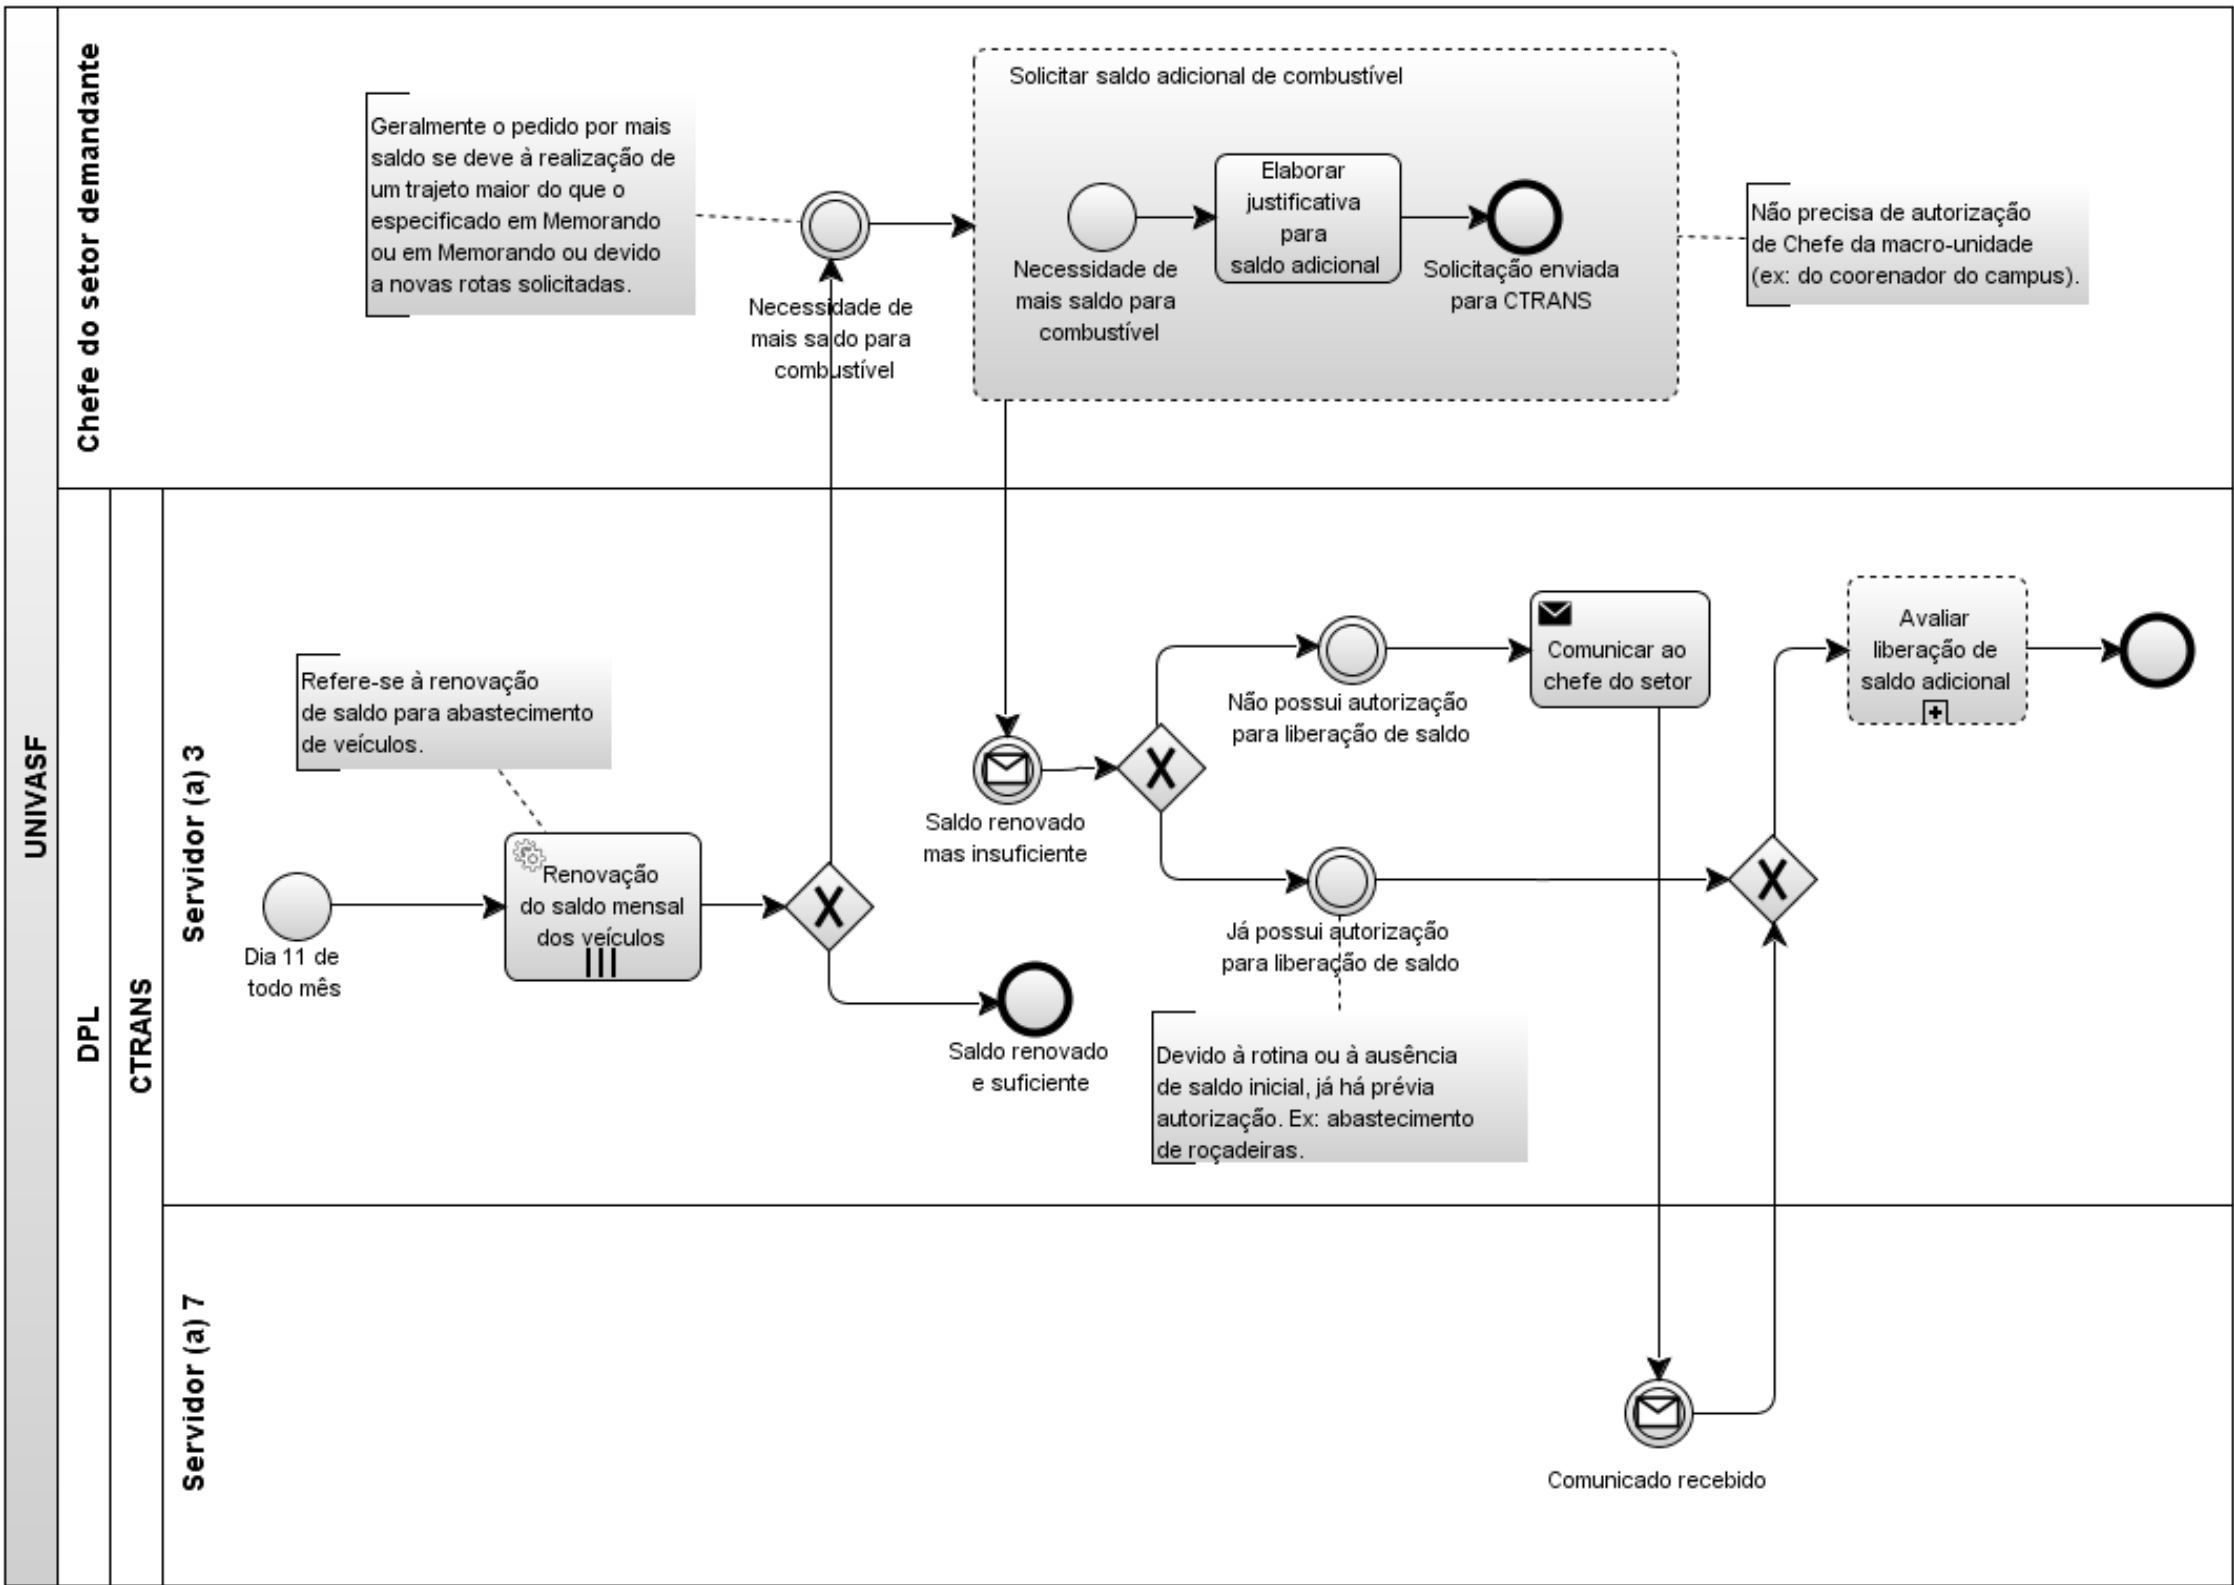 UNIVASF
Chefe do setor demandante
Geralmente o pedido por mais
saldo se deve à realização de
um trajeto maior do que o
especificado em Memorando
ou em Memorando ou devido
a novas rotas solicitadas.
Necessidade de
mais saldo para
combustível
Solicitar saldo adicional de combustível
Necessidade de
mais saldo para
combustível
Elaborar
justificativa
para
saldo adicional
Solicitação enviada
para CTRANS
Não precisa de autorização
de Chefe da macro-unidade
(ex: do coorenador do campus).
DPL
CTRANS
Servidor (a) 3
Refere-se à renovação
de saldo para abastecimento
de veículos.
Dia 11 de
todo mês
Renovação
do saldo mensal
dos veículos
Saldo renovado
e suficiente
Saldo renovado
mas insuficiente
Não possui autorização
para liberação de saldo
Comunicar ao
chefe do setor
Já possui autorização
para liberação de saldo
Devido à rotina ou à ausência
de saldo inicial, já há prévia
autorização. Ex: abastecimento
de roçadeiras.
Avaliar
liberação de
saldo adicional
Servidor (a) 7
Comunicado recebido